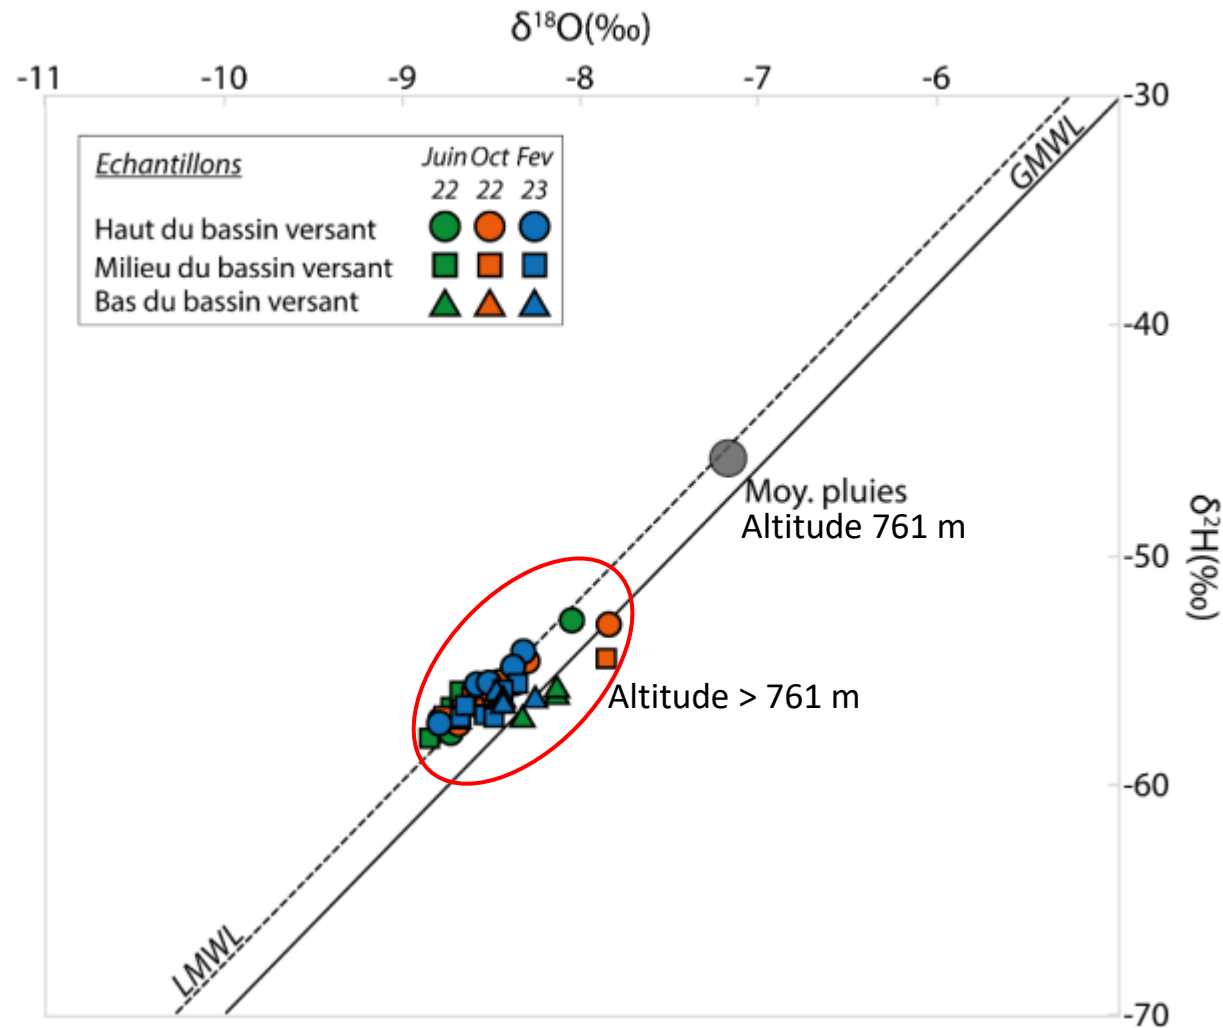 δ¹⁸O(‰)
-11 -10 -9 -8 -7 -6
-30
GMWL
Echantillons Juin Oct Fev
22 22 23
Haut du bassin versant
Milieu du bassin versant
Bas du bassin versant
-40
Moy. pluies
Altitude 761 m
δ²H(‰)
-50
Altitude > 761 m
-60
LMWL
-70